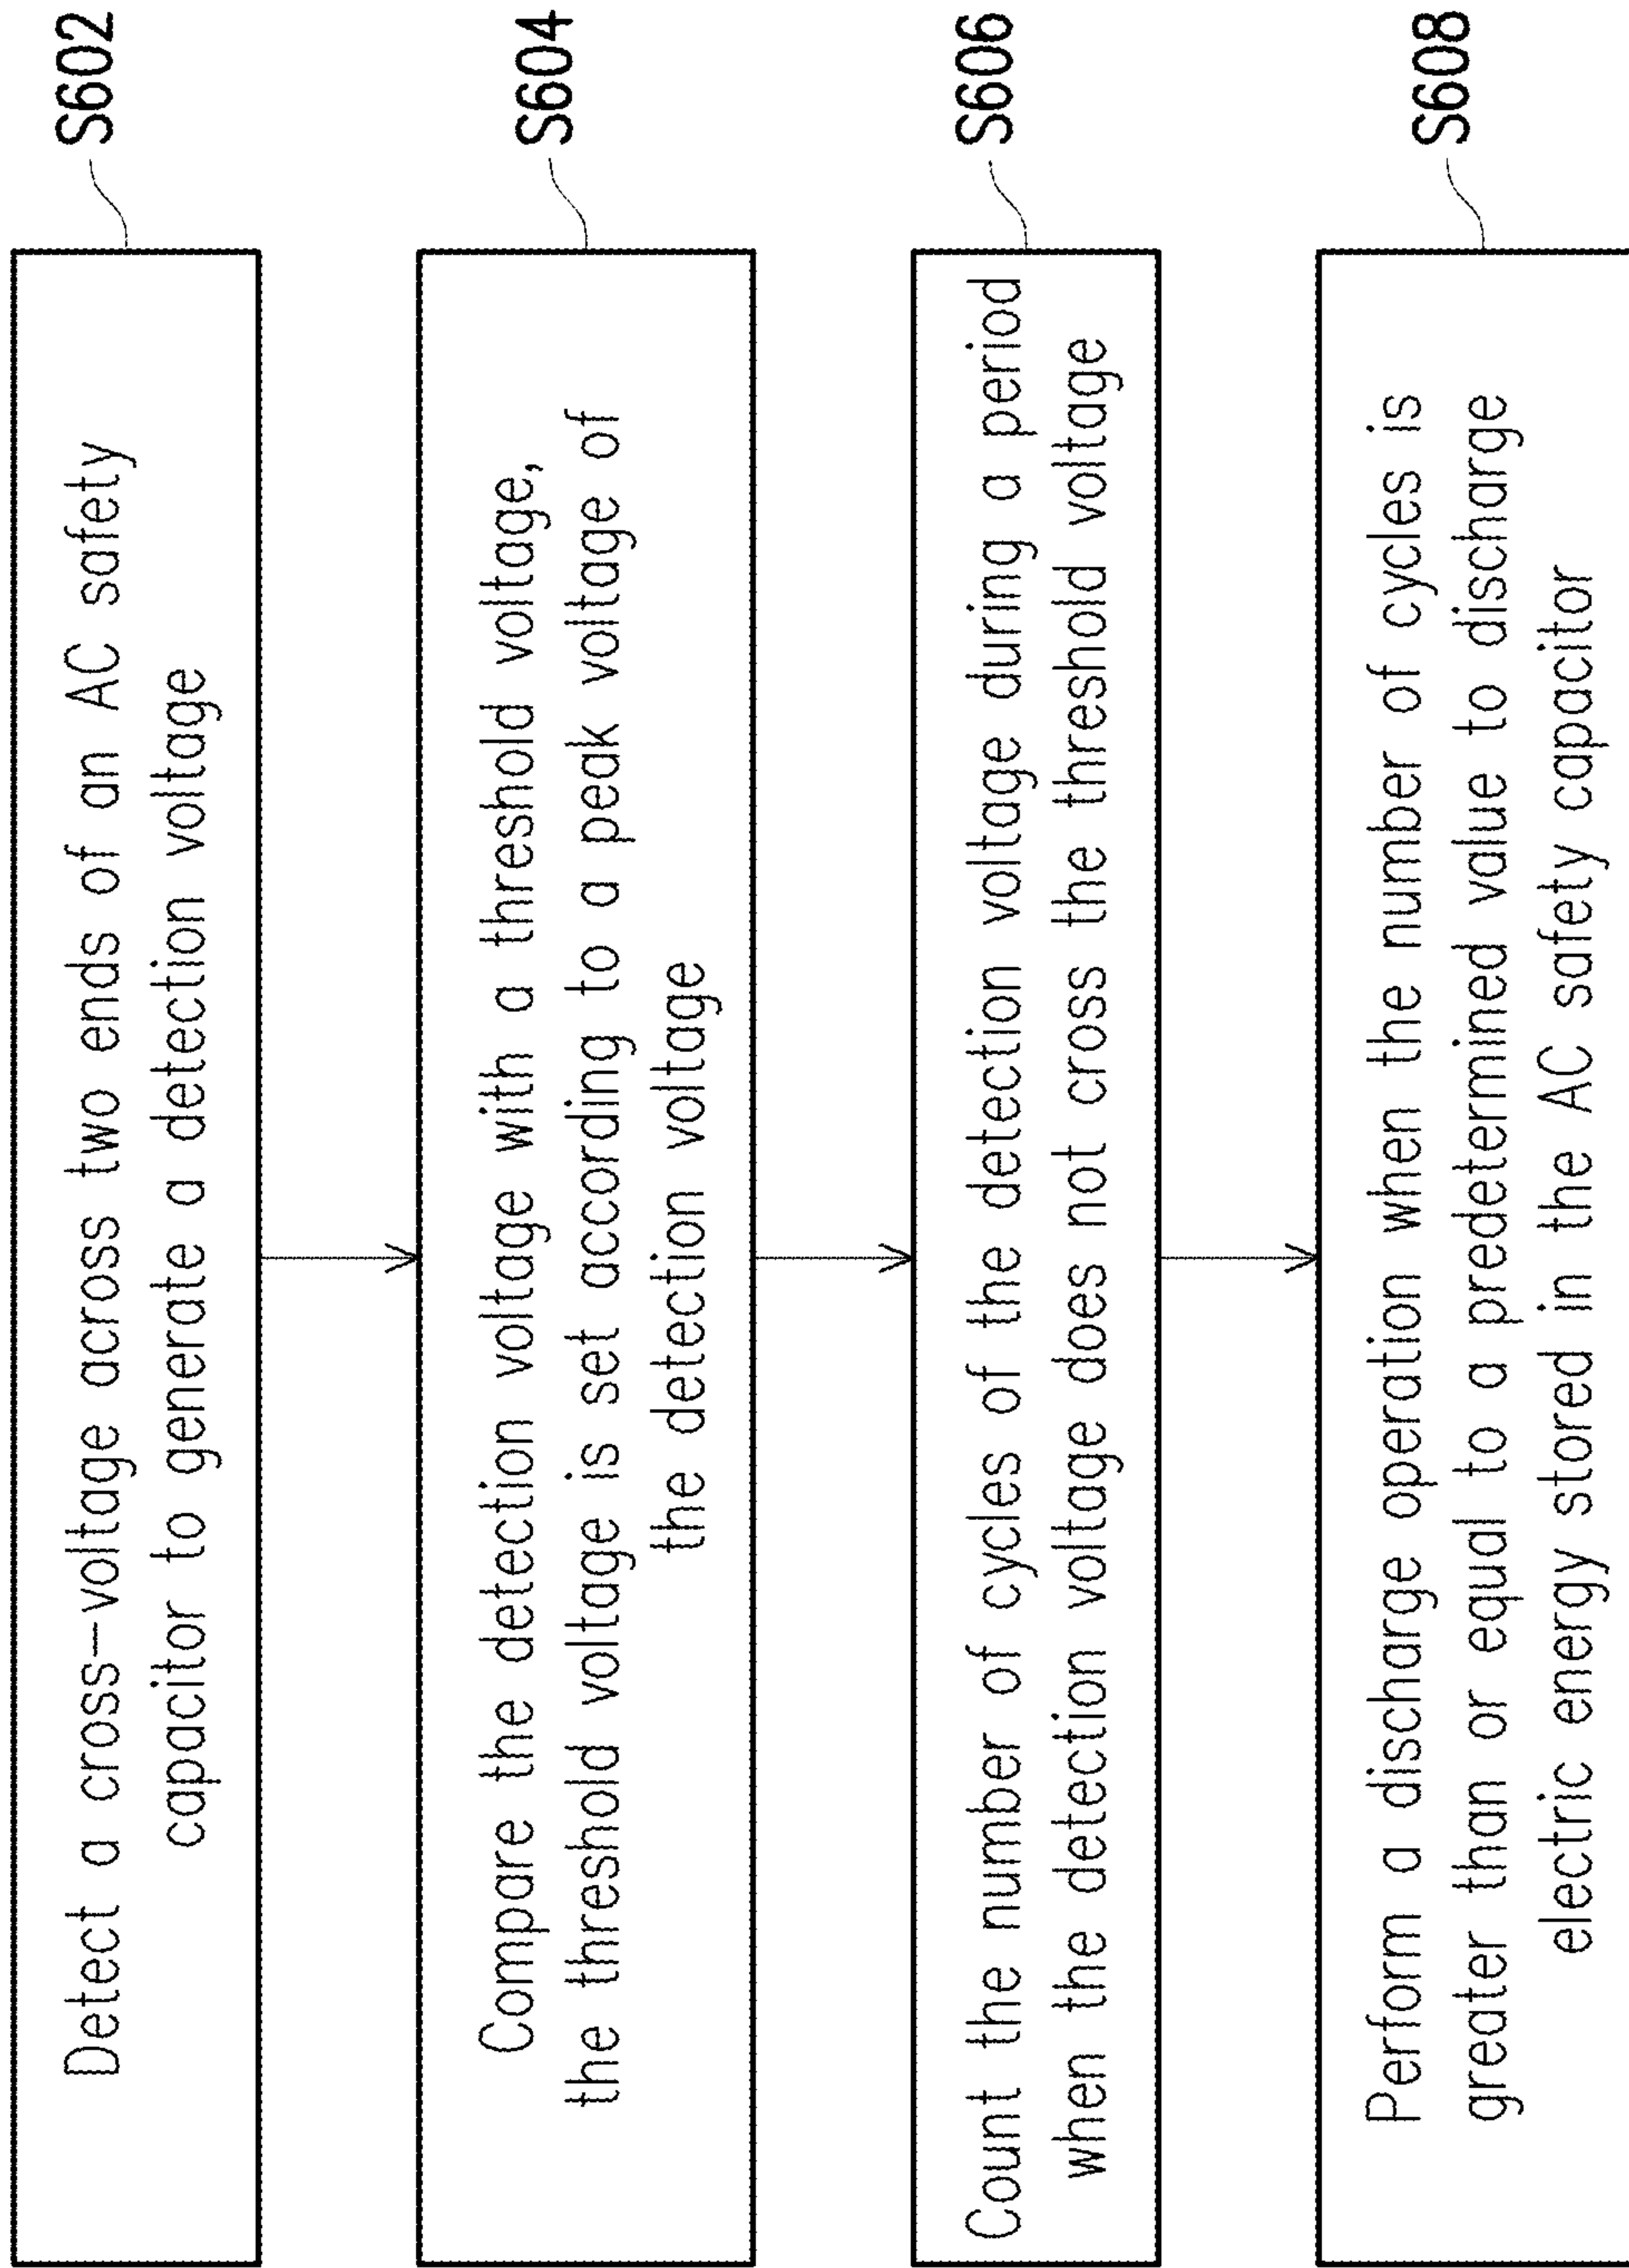 Detect a cross-voltage across two ends of an AC safety
capacitor to generate a detection voltage
S602
Compare the detection voltage with a threshold voltage,
the threshold voltage is set according to a peak voltage of
the detection voltage
S604
Count the number of cycles of the detection voltage during a period
when the detection voltage does not cross the threshold voltage
S606
Perform a discharge operation when the number of cycles is
greater than or equal to a predetermined value to discharge
electric energy stored in the AC safety capacitor
S608